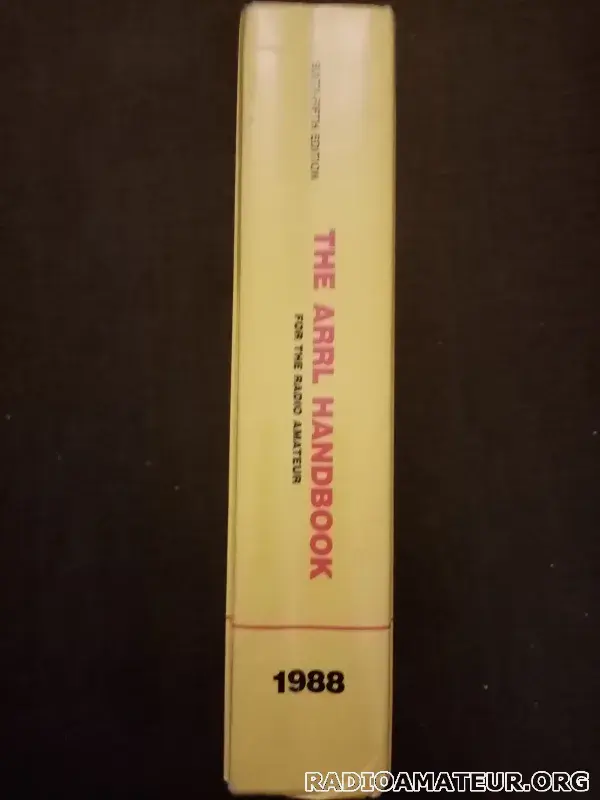 SIXTY-FIFTH EDITION
THE ARRL HANDBOOK
FOR THE RADIO AMATEUR
1988
RADIOAMATEUR.ORG